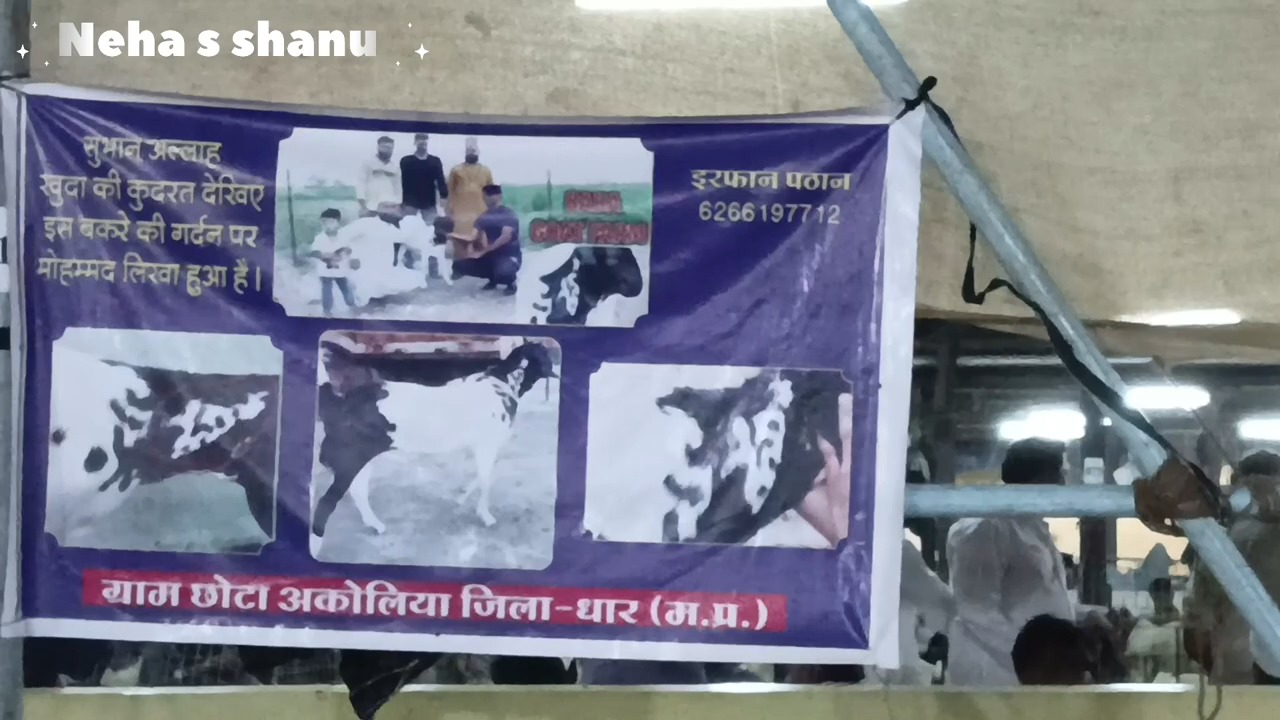 Neha s shanu
सुभान अल्लाह
खुदा की कुदरत देखिए
इस बकरे की गर्दन पर
मोहम्मद लिखा हुआ है।
इरफान पठान
6266197712
ग्राम छोटा अकोलिया जिला-धार (म.प्र.)